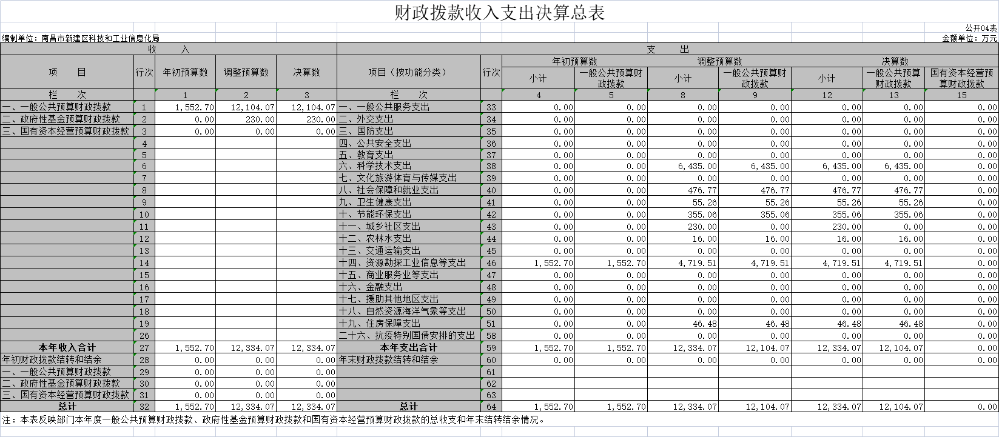 财政拨款收入支出决算总表
公开04表
编制单位：南昌市新建区科技和工业信息化局 金额单位：万元
收 入 支 出
项 目 行次 年初预算数 调整预算数 决算数 项目（按功能分类） 行次 年初预算数 调整预算数 决算数
小计 一般公共预算财政拨款 小计 一般公共预算财政拨款 小计 一般公共预算财政拨款 国有资本经营预算财政拨款
栏 次 1 2 3 栏 次 4 5 8 9 12 13 15
一、一般公共预算财政拨款 1 1,552.70 12,104.07 12,104.07 一、一般公共服务支出 33 0.00 0.00 0.00 0.00 0.00 0.00 0.00
二、政府性基金预算财政拨款 2 0.00 230.00 230.00 二、外交支出 34 0.00 0.00 0.00 0.00 0.00 0.00 0.00
三、国有资本经营预算财政拨款 3 0.00 0.00 0.00 三、国防支出 35 0.00 0.00 0.00 0.00 0.00 0.00 0.00
4 四、公共安全支出 36 0.00 0.00 0.00 0.00 0.00 0.00 0.00
5 五、教育支出 37 0.00 0.00 0.00 0.00 0.00 0.00 0.00
6 六、科学技术支出 38 0.00 0.00 6,435.00 6,435.00 6,435.00 6,435.00 0.00
7 七、文化旅游体育与传媒支出 39 0.00 0.00 0.00 0.00 0.00 0.00 0.00
8 八、社会保障和就业支出 40 0.00 0.00 476.77 476.77 476.77 476.77 0.00
9 九、卫生健康支出 41 0.00 0.00 55.26 55.26 55.26 55.26 0.00
10 十、节能环保支出 42 0.00 0.00 355.06 355.06 355.06 355.06 0.00
11 十一、城乡社区支出 43 0.00 0.00 230.00 0.00 230.00 0.00 0.00
12 十二、农林水支出 44 0.00 0.00 16.00 16.00 16.00 16.00 0.00
13 十三、交通运输支出 45 0.00 0.00 0.00 0.00 0.00 0.00 0.00
14 十四、资源勘探工业信息等支出 46 1,552.70 1,552.70 4,719.51 4,719.51 4,719.51 4,719.51 0.00
15 十五、商业服务业等支出 47 0.00 0.00 0.00 0.00 0.00 0.00 0.00
16 十六、金融支出 48 0.00 0.00 0.00 0.00 0.00 0.00 0.00
17 十七、援助其他地区支出 49 0.00 0.00 0.00 0.00 0.00 0.00 0.00
18 十八、自然资源海洋气象等支出 50 0.00 0.00 0.00 0.00 0.00 0.00 0.00
19 十九、住房保障支出 51 0.00 0.00 46.48 46.48 46.48 46.48 0.00
26 二十六、抗疫特别国债安排的支出 58 0.00 0.00 0.00 0.00 0.00 0.00 0.00
本年收入合计 27 1,552.70 12,334.07 12,334.07 本年支出合计 59 1,552.70 1,552.70 12,334.07 12,104.07 12,334.07 12,104.07 0.00
年初财政拨款结转和结余 28 0.00 0.00 0.00 年末财政拨款结转和结余 60 0.00 0.00 0.00 0.00 0.00 0.00 0.00
一、一般公共预算财政拨款 29 0.00 0.00 0.00 61
二、政府性基金预算财政拨款 30 0.00 0.00 0.00 62
三、国有资本经营预算财政拨款 31 0.00 0.00 0.00 63
总计 32 1,552.70 12,334.07 12,334.07 总计 64 1,552.70 1,552.70 12,334.07 12,104.07 12,334.07 12,104.07 0.00
注：本表反映部门本年度一般公共预算财政拨款、政府性基金预算财政拨款和国有资本经营预算财政拨款的总收支和年末结转结余情况。